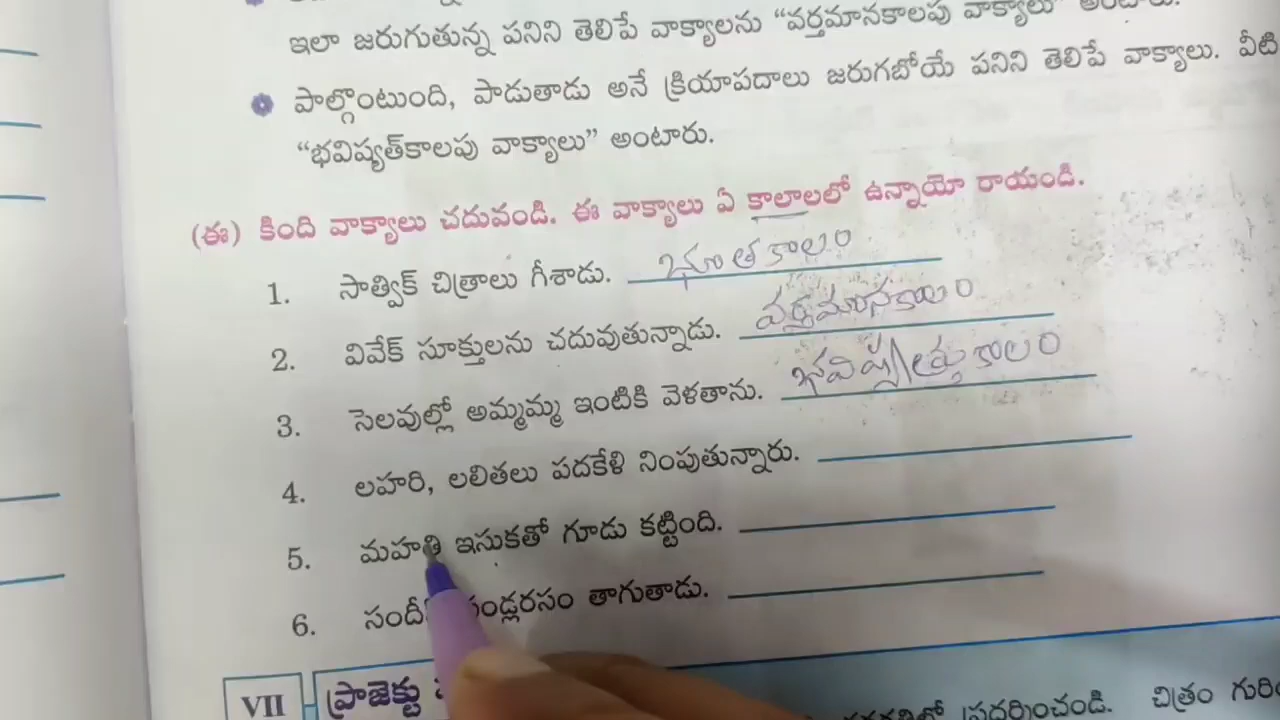 ఇలా జరుగుతున్న పనిని తెలిపే వాక్యాలను “వర్తమానకాలపు వాక్యాలు” అంటారు.
పాల్గొంటుంది, పాడుతాడు అనే క్రియాపదాలు జరుగబోయే పనిని తెలిపే వాక్యాలు. వీటి
“భవిష్యత్‌కాలపు వాక్యాలు” అంటారు.
(ఈ) కింది వాక్యాలు చదువండి. ఈ వాక్యాలు ఏ కాలాలలో ఉన్నాయో రాయండి.
1. సాత్విక్ చిత్రాలు గీశాడు. భూతకాలం
2. వివేక్ సూక్తులను చదువుతున్నాడు. వర్తమానకాలం
3. సెలవుల్లో అమ్మమ్మ ఇంటికి వెళతాను. భవిష్యత్తుకాలం
4. లహరి, లలితలు పదకేళి నింపుతున్నారు.
5. మహతి ఇసుకతో గూడు కట్టింది.
6. తాగుతాడు.
VII ప్రాజెక్టు
ప్రదర్శించండి. చిత్రం